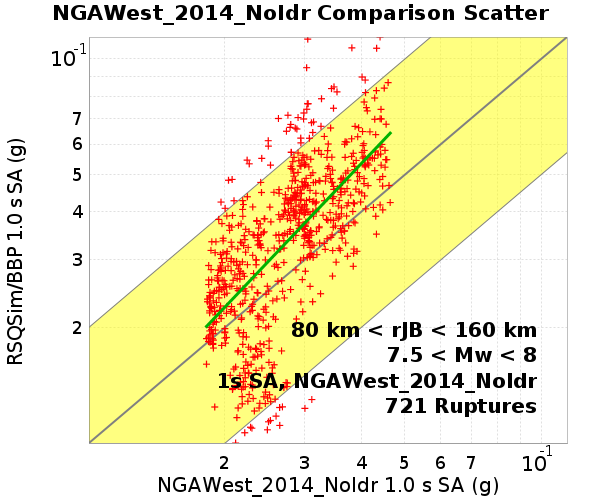 NGAWest_2014_NoIdr Comparison Scatter
RSQSim/BBP 1.0 s SA (g)
10-1
7
6
5
4
3
2
80 km < rJB < 160 km
7.5 < Mw < 8
1s SA, NGAWest_2014_NoIdr
721 Ruptures
2 3 4 5 6 7 10-1
NGAWest_2014_NoIdr 1.0 s SA (g)